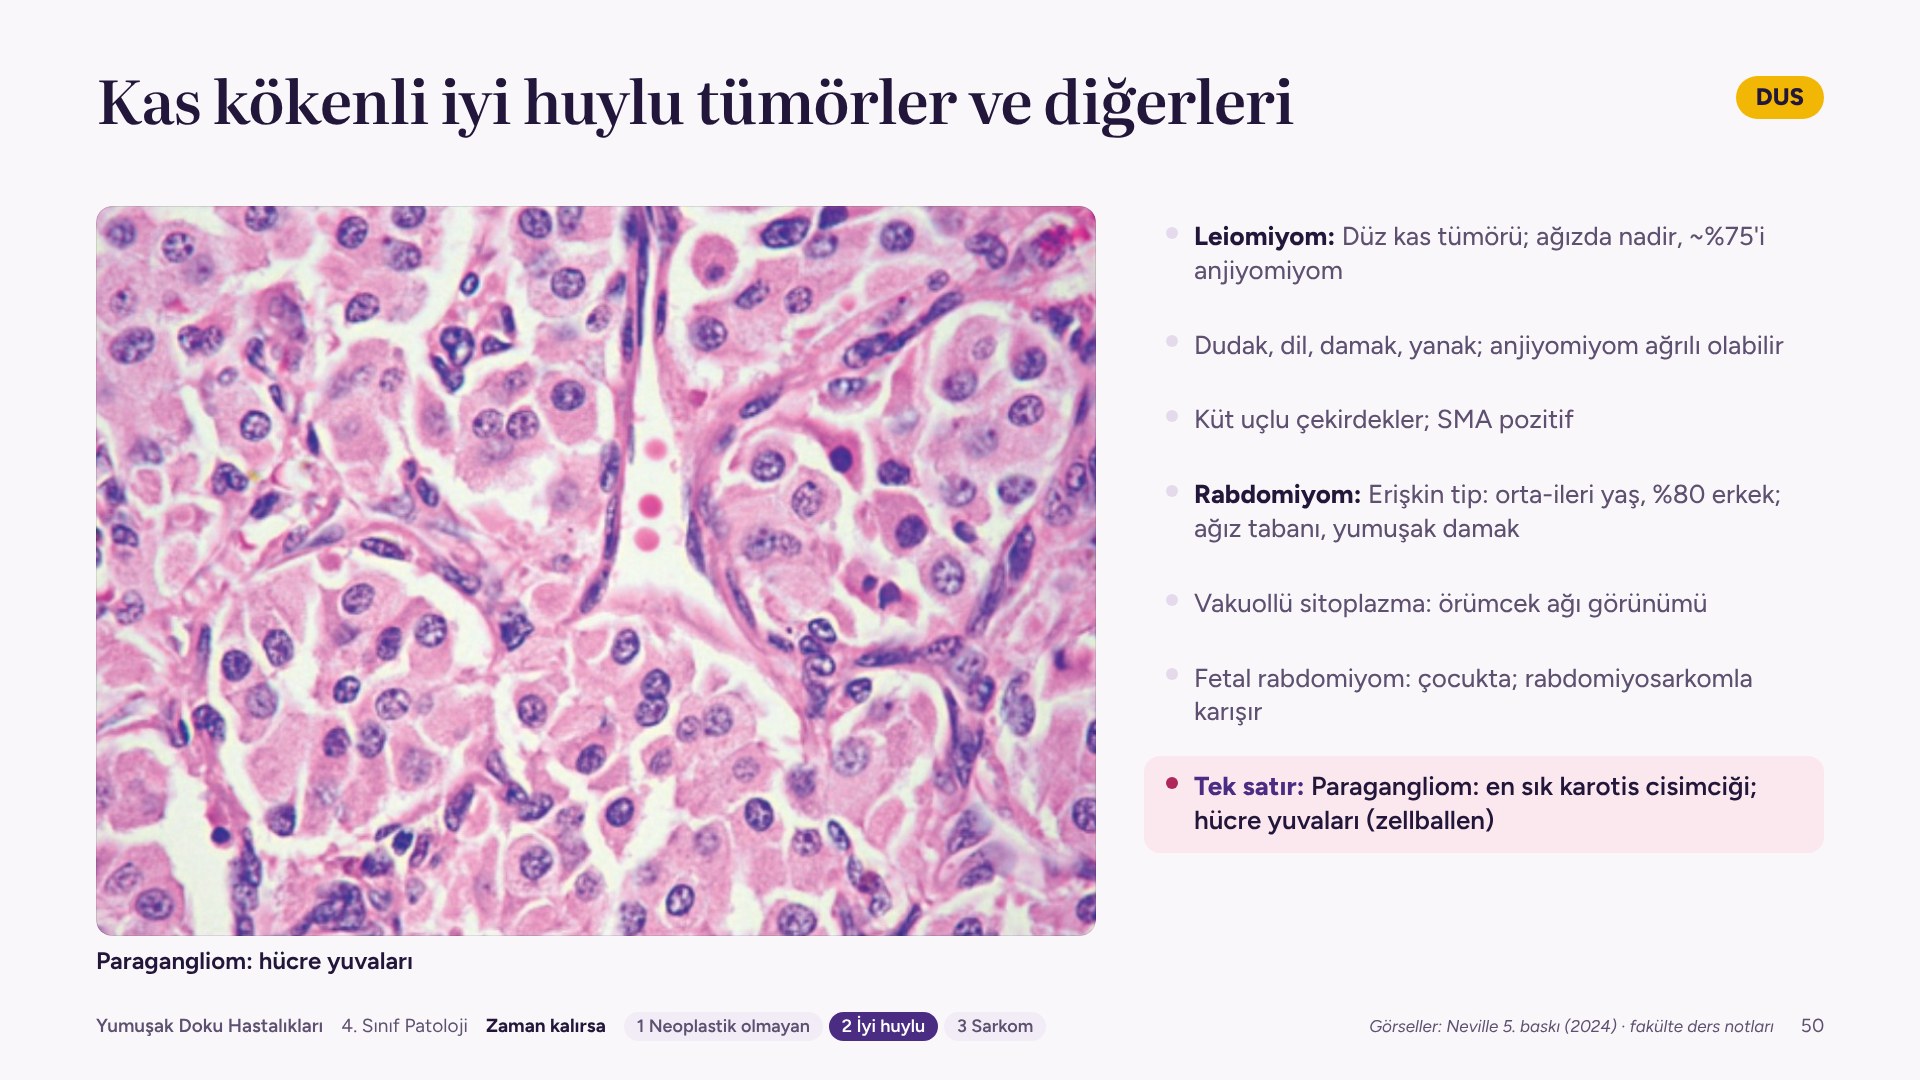 Kas kökenli iyi huylu tümörler ve diğerleri
DUS
Leiomiyom: Düz kas tümörü; ağızda nadir, ~%75'i
anjiyomiyom
Dudak, dil, damak, yanak; anjiyomiyom ağrılı olabilir
Küt uçlu çekirdekler; SMA pozitif
Rabdomiyom: Erişkin tip: orta-ileri yaş, %80 erkek;
ağız tabanı, yumuşak damak
Vakuollü sitoplazma: örümcek ağı görünümü
Fetal rabdomiyom: çocukta; rabdomiyosarkomla
karışır
Tek satır: Paragangliom: en sık karotis cisimciği;
hücre yuvaları (zellballen)
Paragangliom: hücre yuvaları
Yumuşak Doku Hastalıkları 4. Sınıf Patoloji Zaman kalırsa 1 Neoplastik olmayan 2 İyi huylu 3 Sarkom
Görseller: Neville 5. baskı (2024) · fakülte ders notları 50